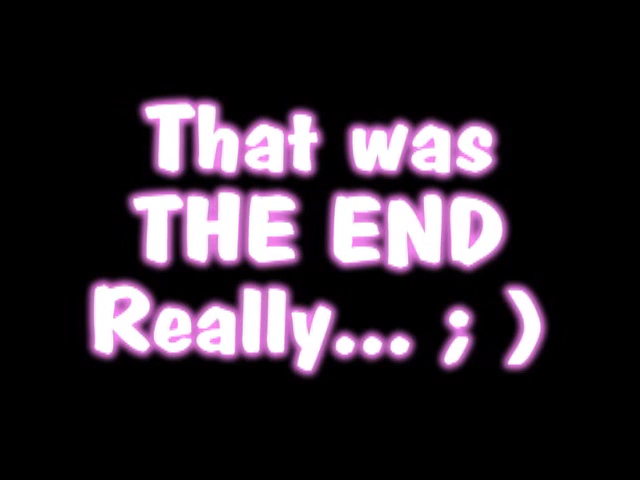 That was
THE END
Really... ; )